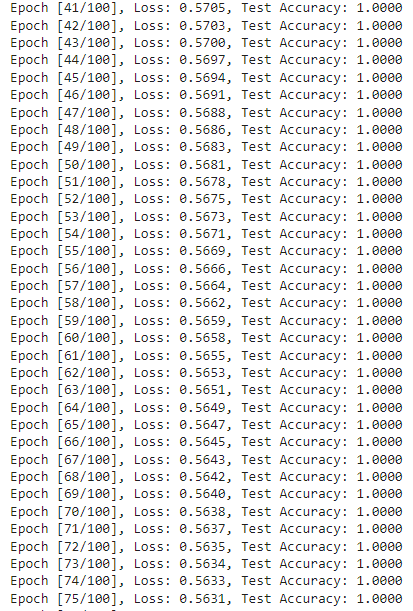 Epoch [41/100], Loss: 0.5705, Test Accuracy: 1.0000
Epoch [42/100], Loss: 0.5703, Test Accuracy: 1.0000
Epoch [43/100], Loss: 0.5700, Test Accuracy: 1.0000
Epoch [44/100], Loss: 0.5697, Test Accuracy: 1.0000
Epoch [45/100], Loss: 0.5694, Test Accuracy: 1.0000
Epoch [46/100], Loss: 0.5691, Test Accuracy: 1.0000
Epoch [47/100], Loss: 0.5688, Test Accuracy: 1.0000
Epoch [48/100], Loss: 0.5686, Test Accuracy: 1.0000
Epoch [49/100], Loss: 0.5683, Test Accuracy: 1.0000
Epoch [50/100], Loss: 0.5681, Test Accuracy: 1.0000
Epoch [51/100], Loss: 0.5678, Test Accuracy: 1.0000
Epoch [52/100], Loss: 0.5675, Test Accuracy: 1.0000
Epoch [53/100], Loss: 0.5673, Test Accuracy: 1.0000
Epoch [54/100], Loss: 0.5671, Test Accuracy: 1.0000
Epoch [55/100], Loss: 0.5669, Test Accuracy: 1.0000
Epoch [56/100], Loss: 0.5666, Test Accuracy: 1.0000
Epoch [57/100], Loss: 0.5664, Test Accuracy: 1.0000
Epoch [58/100], Loss: 0.5662, Test Accuracy: 1.0000
Epoch [59/100], Loss: 0.5659, Test Accuracy: 1.0000
Epoch [60/100], Loss: 0.5658, Test Accuracy: 1.0000
Epoch [61/100], Loss: 0.5655, Test Accuracy: 1.0000
Epoch [62/100], Loss: 0.5653, Test Accuracy: 1.0000
Epoch [63/100], Loss: 0.5651, Test Accuracy: 1.0000
Epoch [64/100], Loss: 0.5649, Test Accuracy: 1.0000
Epoch [65/100], Loss: 0.5647, Test Accuracy: 1.0000
Epoch [66/100], Loss: 0.5645, Test Accuracy: 1.0000
Epoch [67/100], Loss: 0.5643, Test Accuracy: 1.0000
Epoch [68/100], Loss: 0.5642, Test Accuracy: 1.0000
Epoch [69/100], Loss: 0.5640, Test Accuracy: 1.0000
Epoch [70/100], Loss: 0.5638, Test Accuracy: 1.0000
Epoch [71/100], Loss: 0.5637, Test Accuracy: 1.0000
Epoch [72/100], Loss: 0.5635, Test Accuracy: 1.0000
Epoch [73/100], Loss: 0.5634, Test Accuracy: 1.0000
Epoch [74/100], Loss: 0.5633, Test Accuracy: 1.0000
Epoch [75/100], Loss: 0.5631, Test Accuracy: 1.0000